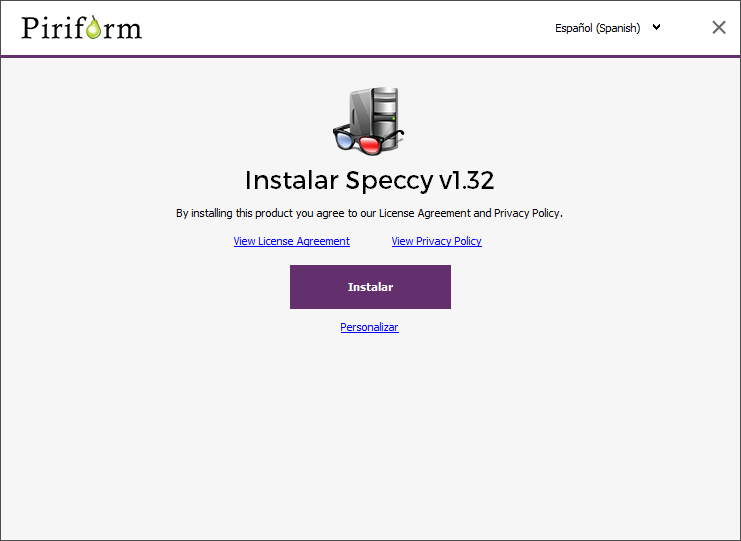 Piriform
Español (Spanish)
Instalar Speccy v1.32
By installing this product you agree to our License Agreement and Privacy Policy.
View License Agreement View Privacy Policy
Instalar
Personalizar